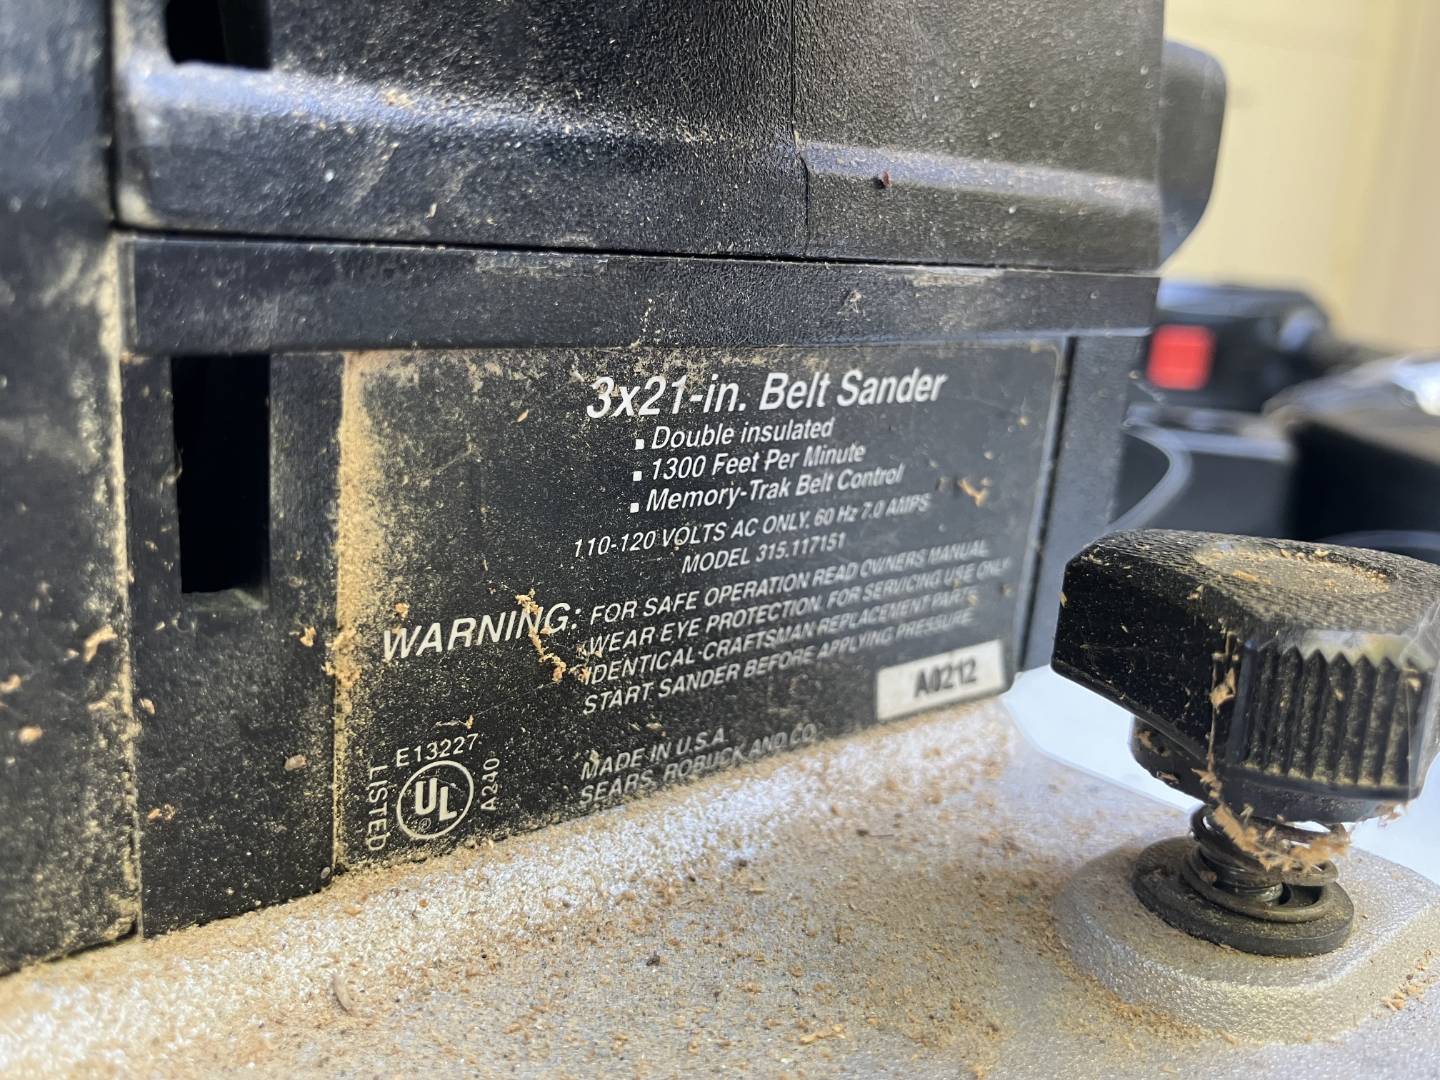 3x21-in. Belt Sander
▪ Double insulated
▪ 1300 Feet Per Minute
▪ Memory-Trak Belt Control
110-120 VOLTS AC ONLY. 60 Hz 7.0 AMPS
MODEL 315.117151
WARNING: FOR SAFE OPERATION READ OWNERS MANUAL
WEAR EYE PROTECTION. FOR SERVICING USE ONLY
IDENTICAL CRAFTSMAN REPLACEMENT PARTS
START SANDER BEFORE APPLYING PRESSURE
A0212
MADE IN U.S.A.
SEARS, ROEBUCK AND CO.
E13227
LISTED
UL
®
A240